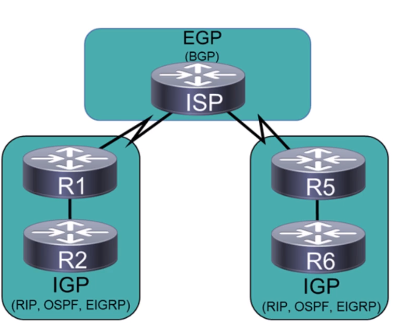 EGP
(BGP)
ISP
R1
R2
IGP
(RIP, OSPF, EIGRP)
R5
R6
IGP
(RIP, OSPF, EIGRP)